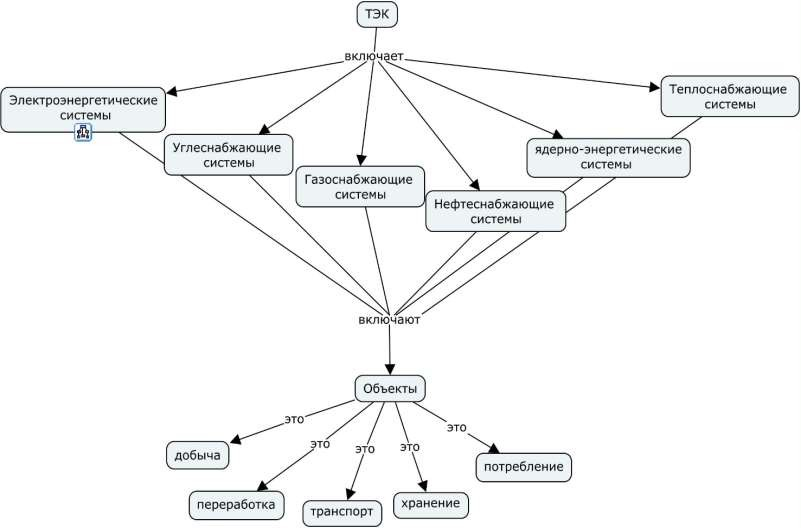 ТЭК
включает
Электроэнергетические
системы
Углеснабжающие
системы
Газоснабжающие
системы
Нефтеснабжающие
системы
ядерно-энергетические
системы
Теплоснабжающие
системы
включают
Объекты
это
это
это
это
это
добыча
переработка
транспорт
хранение
потребление